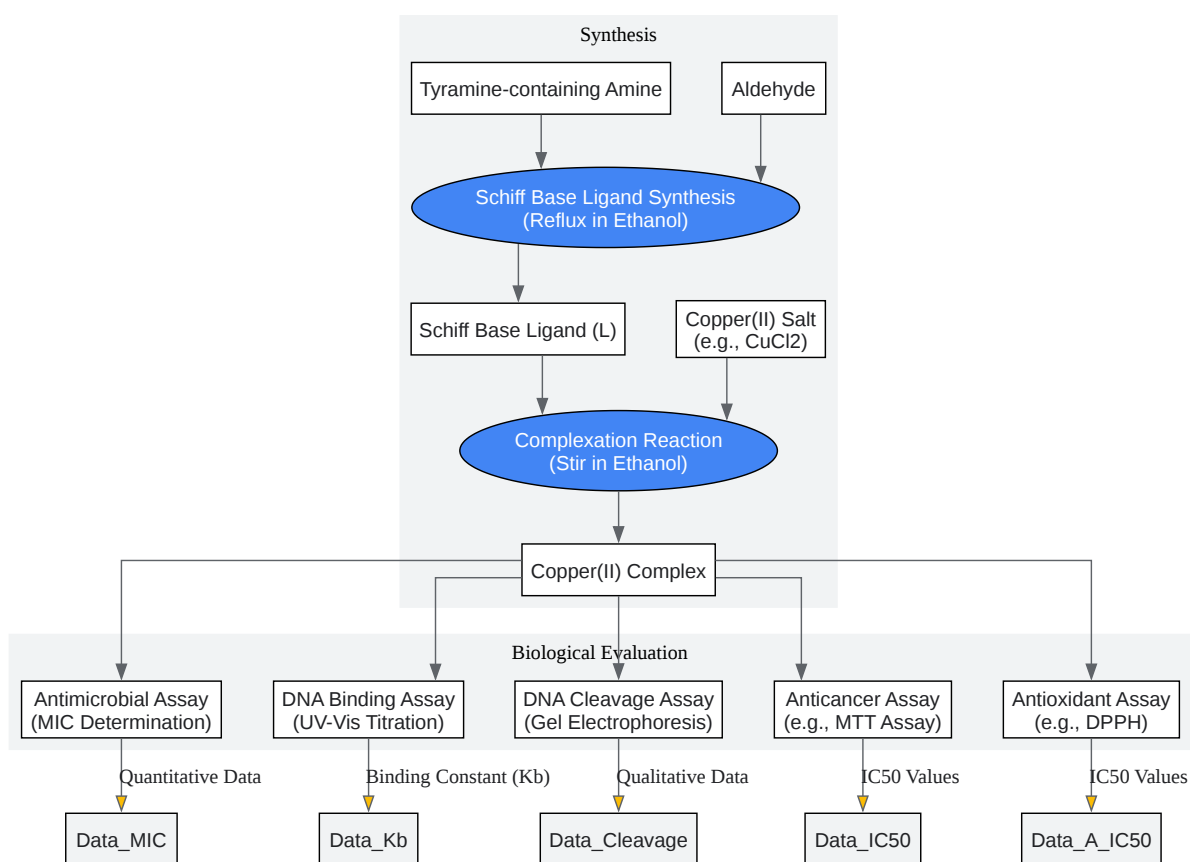 Synthesis
Tyramine-containing Amine
Aldehyde
Schiff Base Ligand Synthesis
(Reflux in Ethanol)
Schiff Base Ligand (L)
Copper(II) Salt
(e.g., CuCl2)
Complexation Reaction
(Stir in Ethanol)
Copper(II) Complex
Biological Evaluation
Antimicrobial Assay
(MIC Determination)
DNA Binding Assay
(UV-Vis Titration)
DNA Cleavage Assay
(Gel Electrophoresis)
Anticancer Assay
(e.g., MTT Assay)
Antioxidant Assay
(e.g., DPPH)
Quantitative Data
Binding Constant (Kb)
Qualitative Data
IC50 Values
IC50 Values
Data_MIC
Data_Kb
Data_Cleavage
Data_IC50
Data_A_IC50